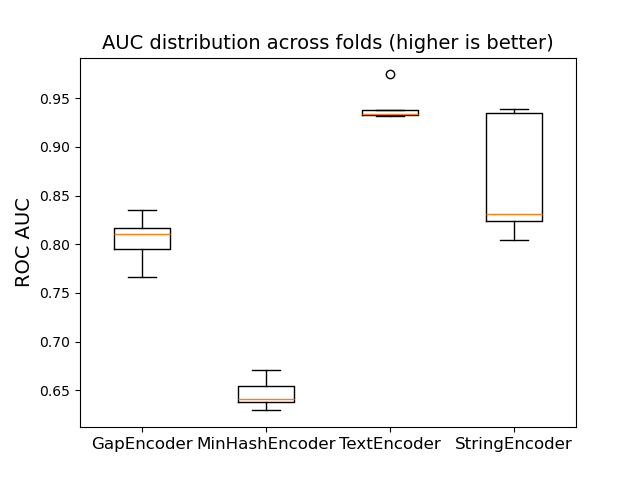 AUC distribution across folds (higher is better)
ROC AUC
0.95
0.90
0.85
0.80
0.75
0.70
0.65
GapEncoder MinHashEncoder TextEncoder StringEncoder